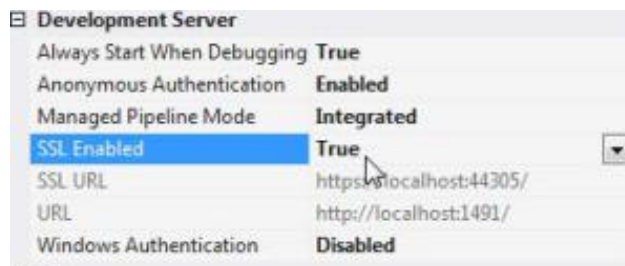 Development Server
Always Start When Debugging True
Anonymous Authentication Enabled
Managed Pipeline Mode Integrated
SSL Enabled True
SSL URL https://localhost:44305/
URL http://localhost:1491/
Windows Authentication Disabled